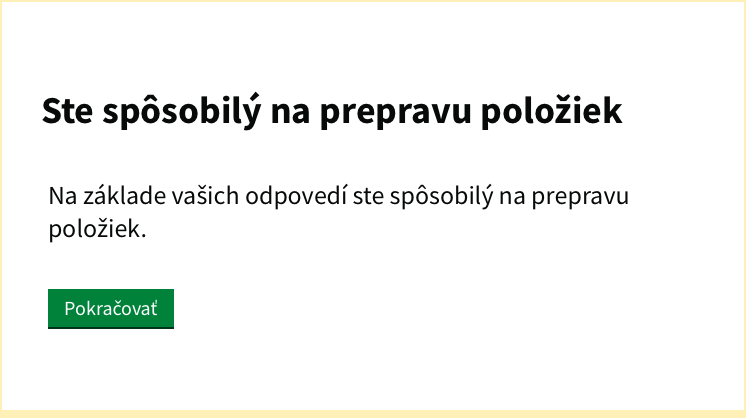 Ste spôsobilý na prepravu položiek
Na základe vašich odpovedí ste spôsobilý na prepravu
položiek.
Pokračovať